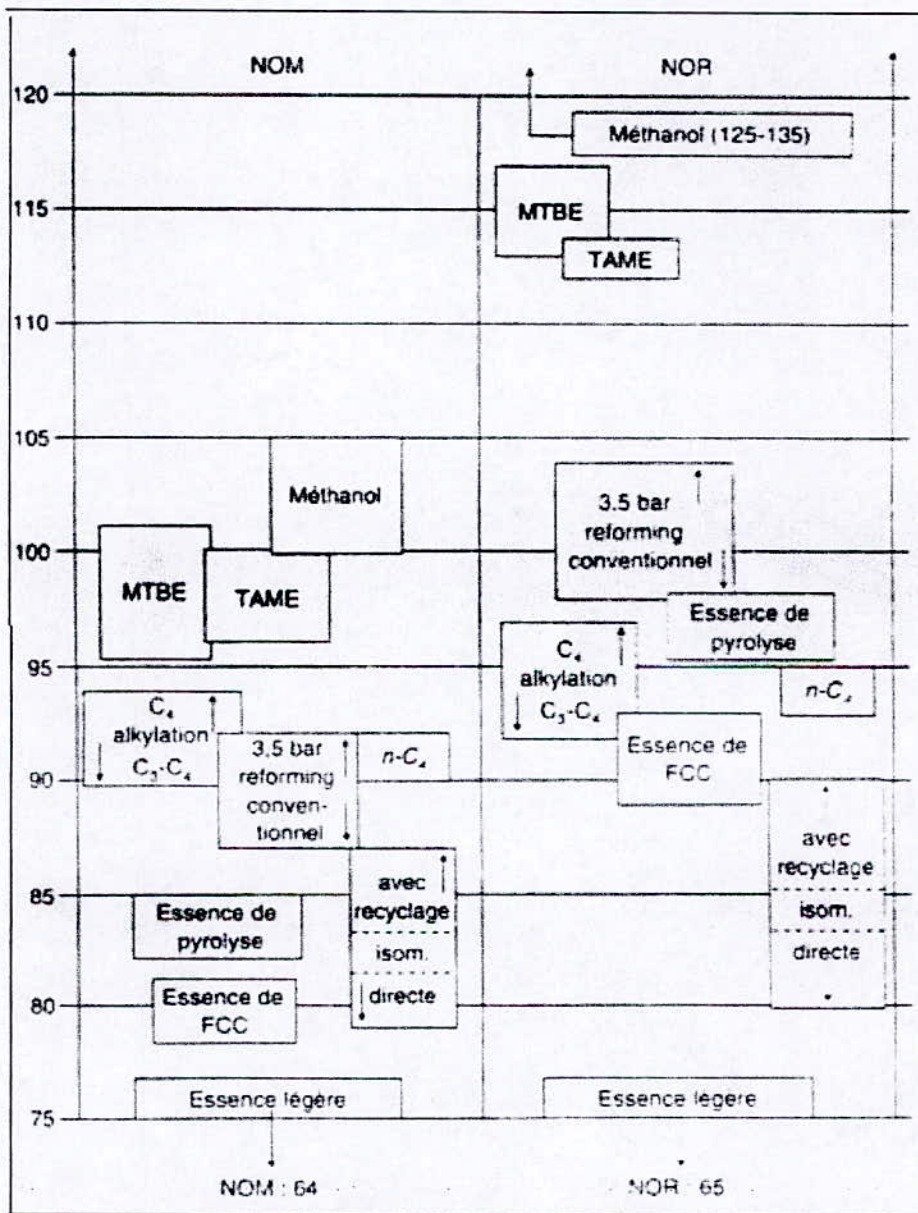 NOM
NOR
120
115
110
105
100
95
90
85
80
75
Méthanol
MTBE
TAME
C₄
alkylation
C₃-C₄
3.5 bar
reforming
conven-
tionnel
n-C₄
avec
recyclage
isom.
directe
Essence de
pyrolyse
Essence de
FCC
Essence légère
NOM : 64
Méthanol (125-135)
MTBE
TAME
3.5 bar
reforming
conventionnel
Essence de
pyrolyse
C₄
alkylation
C₃-C₄
n-C₄
Essence de
FCC
avec
recyclage
isom.
directe
Essence légère
NOR : 65